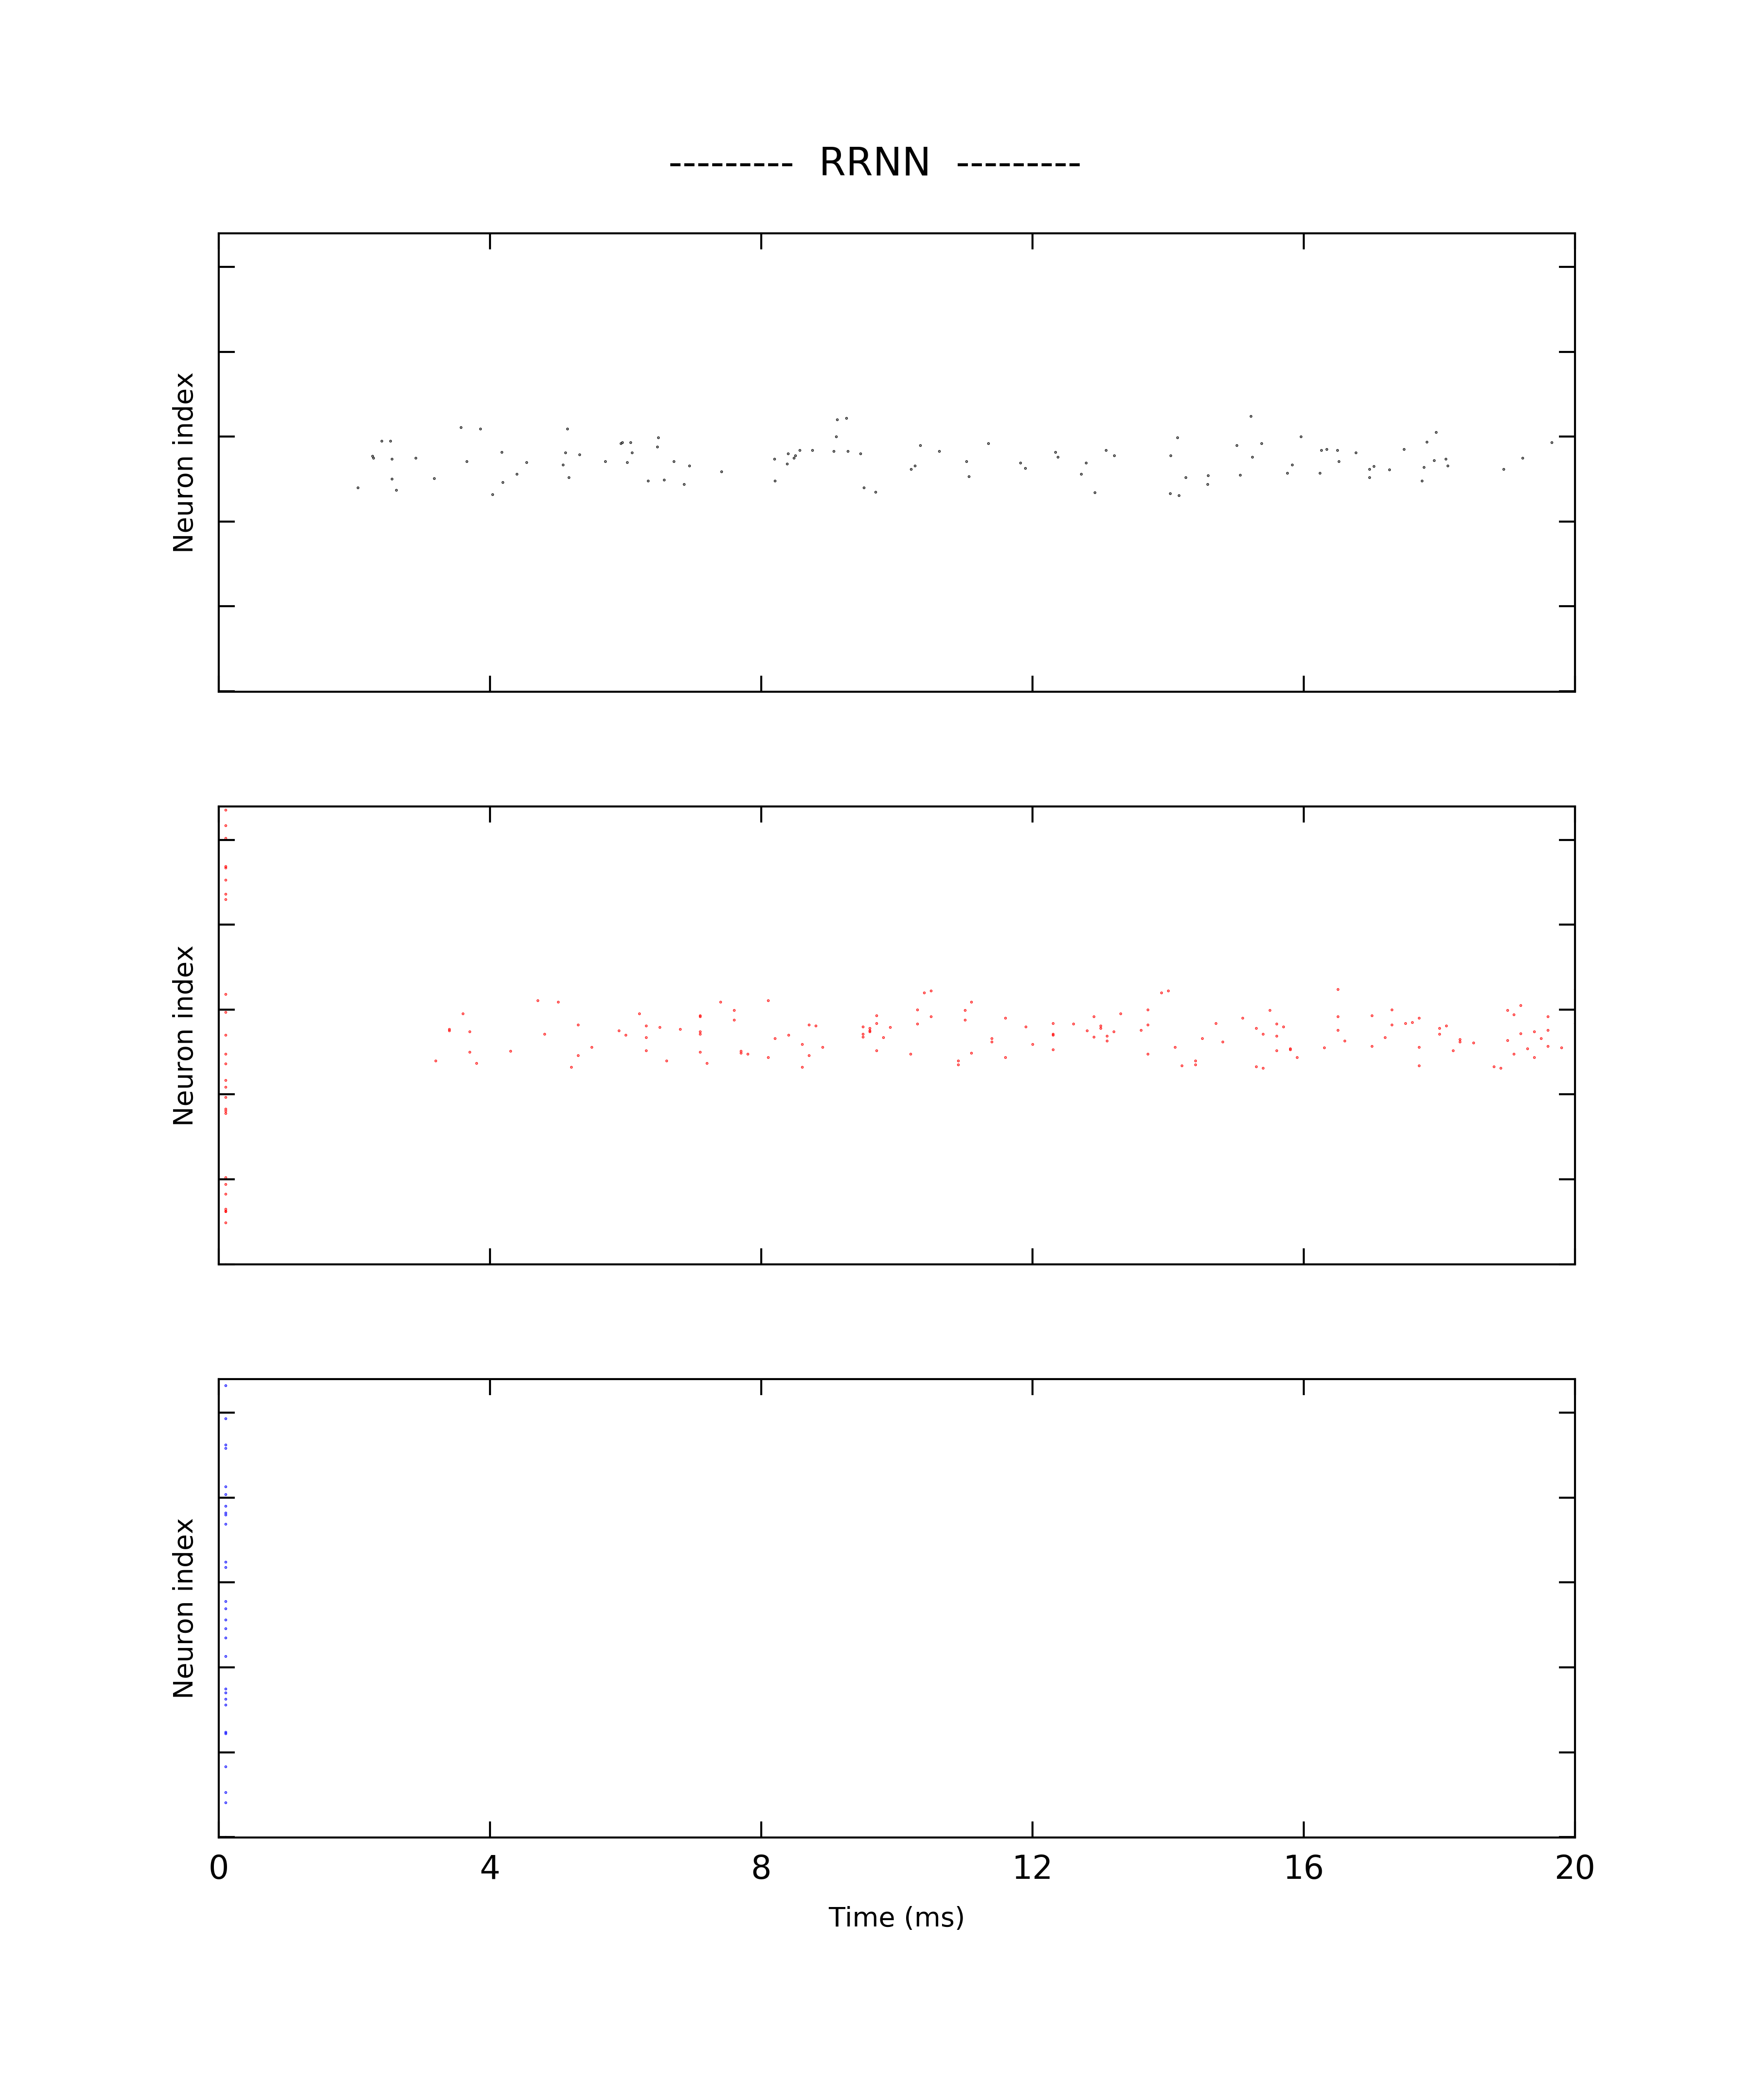 --------- RRNN ---------
Neuron index
Neuron index
Neuron index
0 4 8 12 16 20
Time (ms)